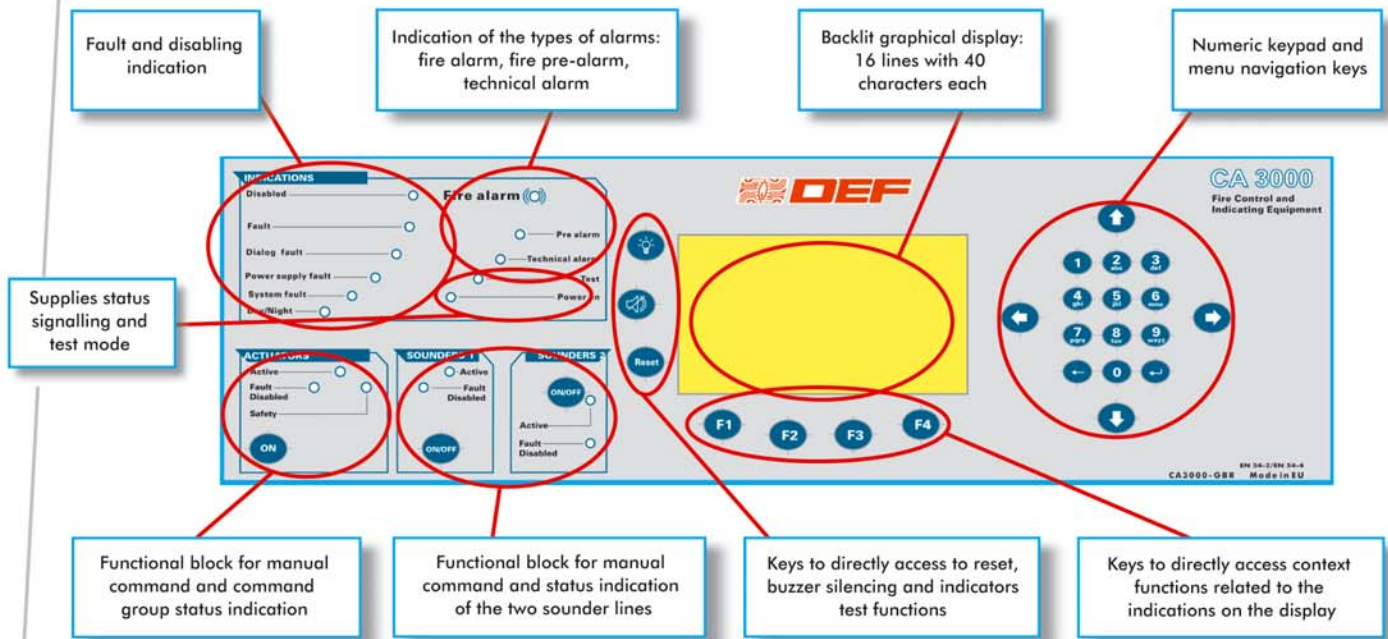 Fault and disabling
indication
Indication of the types of alarms:
fire alarm, fire pre-alarm,
technical alarm
Backlit graphical display:
16 lines with 40
characters each
Numeric keypad and
menu navigation keys
Supplies status
signalling and
test mode
INDICATIONS
Disabled
Fault
Dialog fault
Power supply fault
System fault
Day/Night
Fire alarm
Pre alarm
Technical alarm
Test
Power on
ACTUATORS
Active
Fault
Disabled
Safety
ON
SOUNDERS 1
Active
Fault
Disabled
ON/OFF
SOUNDERS 2
ON/OFF
Active
Fault
Disabled
Reset
DEF
F1
F2
F3
F4
CA 3000
Fire Control and
Indicating Equipment
1
2 abc
3 def
4 ghi
5 jkl
6 mno
7 pqrs
8 tuv
9 wxyz
0
EN 54-2/EN 54-4
CA3000-GBR Made in EU
Functional block for manual
command and command
group status indication
Functional block for manual
command and status indication
of the two sounder lines
Keys to directly access to reset,
buzzer silencing and indicators
test functions
Keys to directly access context
functions related to the
indications on the display